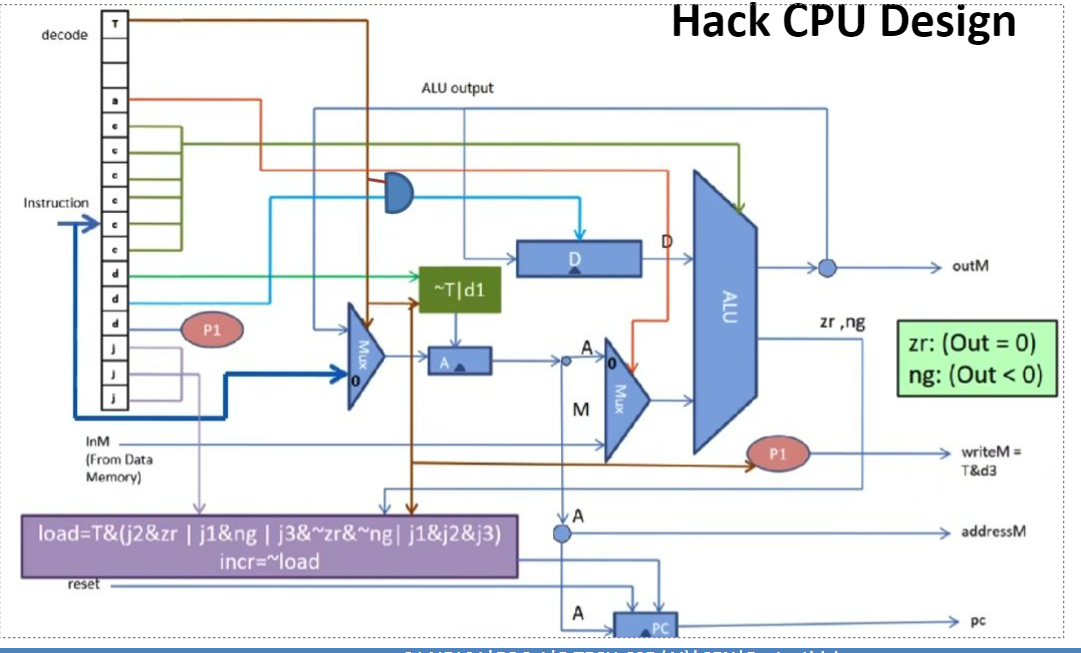 Hack CPU Design
decode
T
a
c
c
c
c
c
c
d
d
d
j
j
j
Instruction
ALU output
D
D
~T|d1
P1
Mux
0
A
A
0
Mux
M
ALU
outM
zr ,ng
zr: (Out = 0)
ng: (Out < 0)
InM
(From Data
Memory)
P1
writeM =
T&d3
A
addressM
load=T&(j2&zr | j1&ng | j3&~zr&~ng| j1&j2&j3)
incr=~load
reset
A
PC
pc